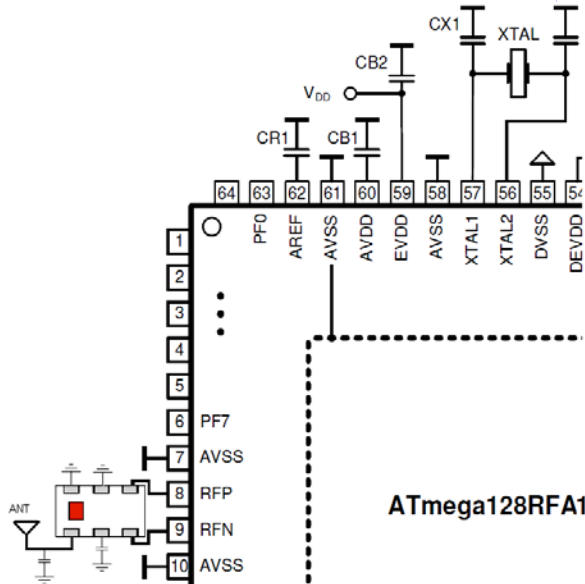 CX1
XTAL
CB2
VDD
CR1
CB1
64
63
62
61
60
59
58
57
56
55
54
PF0
AREF
AVSS
AVDD
EVDD
AVSS
XTAL1
XTAL2
DVSS
DEVDD
1
2
3
4
5
6 PF7
7 AVSS
8 RFP
ANT
9 RFN
10 AVSS
ATmega128RFA1